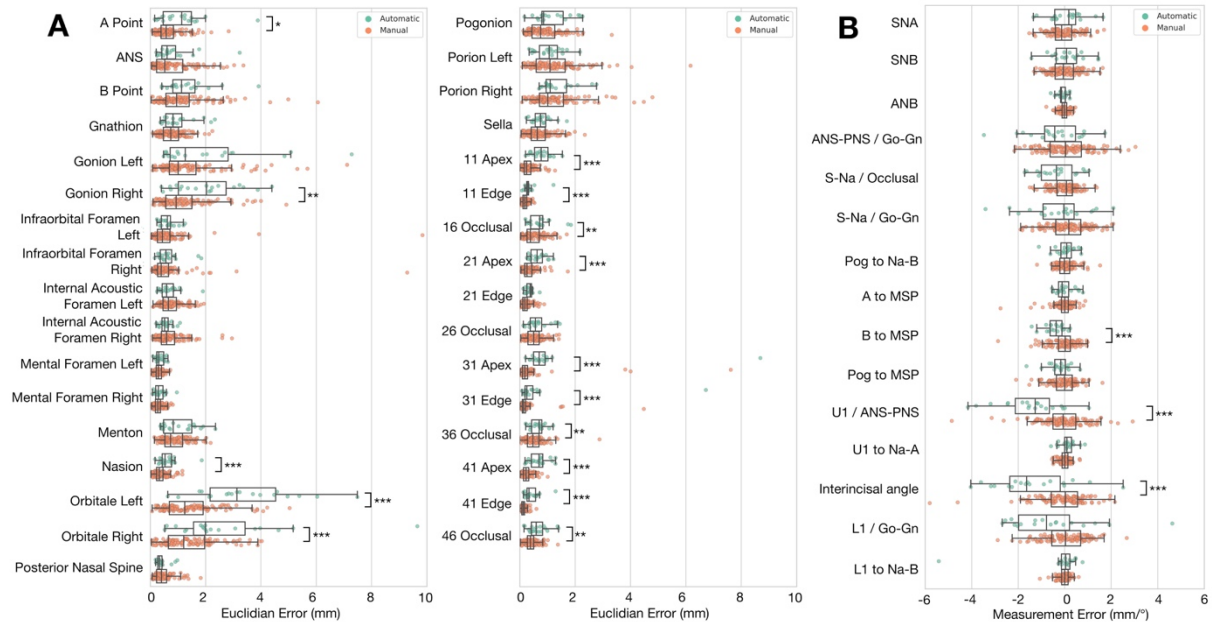 A
Automatic
Manual
A Point
*
ANS
B Point
Gnathion
Gonion Left
Gonion Right
**
Infraorbital Foramen
Left
Infraorbital Foramen
Right
Internal Acoustic
Foramen Left
Internal Acoustic
Foramen Right
Mental Foramen Left
Mental Foramen Right
Menton
Nasion
***
Orbitale Left
***
Orbitale Right
***
Posterior Nasal Spine
0
2
4
6
8
10
Euclidian Error (mm)
Pogonion
Porion Left
Porion Right
Sella
11 Apex
***
11 Edge
***
16 Occlusal
**
21 Apex
***
21 Edge
26 Occlusal
31 Apex
***
31 Edge
***
36 Occlusal
**
41 Apex
***
41 Edge
***
46 Occlusal
**
0
2
4
6
8
10
Euclidian Error (mm)
B
Automatic
Manual
SNA
SNB
ANB
ANS-PNS / Go-Gn
S-Na / Occlusal
S-Na / Go-Gn
Pog to Na-B
A to MSP
B to MSP
***
Pog to MSP
U1 / ANS-PNS
***
U1 to Na-A
Interincisal angle
***
L1 / Go-Gn
L1 to Na-B
-6
-4
-2
0
2
4
6
Measurement Error (mm/°)